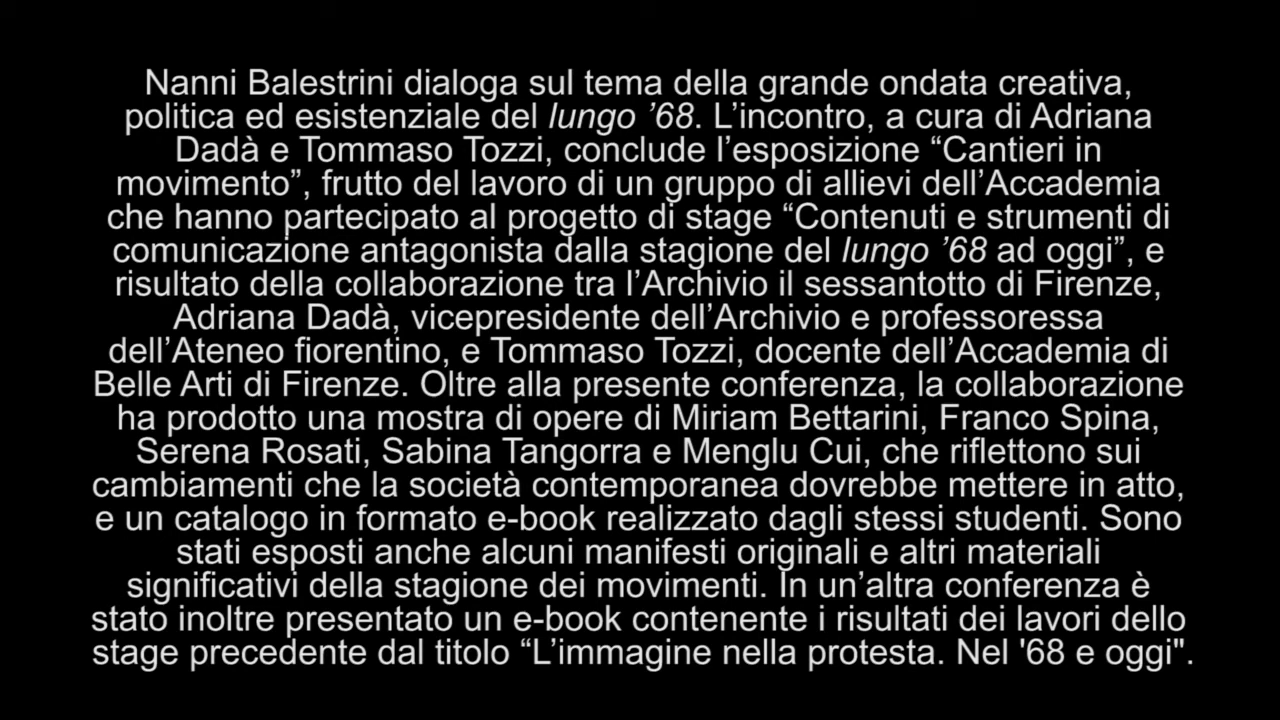 Nanni Balestrini dialoga sul tema della grande ondata creativa,
politica ed esistenziale del lungo ’68. L’incontro, a cura di Adriana
Dadà e Tommaso Tozzi, conclude l’esposizione “Cantieri in
movimento”, frutto del lavoro di un gruppo di allievi dell’Accademia
che hanno partecipato al progetto di stage “Contenuti e strumenti di
comunicazione antagonista dalla stagione del lungo ’68 ad oggi”, e
risultato della collaborazione tra l’Archivio il sessantotto di Firenze,
Adriana Dadà, vicepresidente dell’Archivio e professoressa
dell’Ateneo fiorentino, e Tommaso Tozzi, docente dell’Accademia di
Belle Arti di Firenze. Oltre alla presente conferenza, la collaborazione
ha prodotto una mostra di opere di Miriam Bettarini, Franco Spina,
Serena Rosati, Sabina Tangorra e Menglu Cui, che riflettono sui
cambiamenti che la società contemporanea dovrebbe mettere in atto,
e un catalogo in formato e-book realizzato dagli stessi studenti. Sono
stati esposti anche alcuni manifesti originali e altri materiali
significativi della stagione dei movimenti. In un’altra conferenza è
stato inoltre presentato un e-book contenente i risultati dei lavori dello
stage precedente dal titolo “L’immagine nella protesta. Nel '68 e oggi".